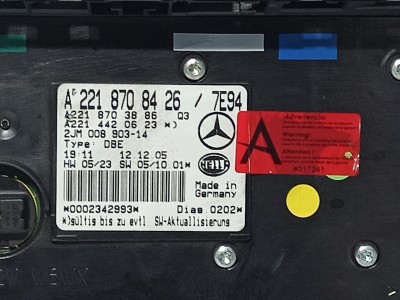 A 221 870 84 26 / 7E94
A221 870 38 86 Q3
A221 442 06 23 *)
2JM 008 903-14
Type: DBE
19:11 12.12.05
HW 05/23 SW 05/10.01*)
HELLA
Made in
Germany
*0002342993* Diag.0202*
*)gültig bis zu evtl SW-Aktuallisierung
A
Advertencia!
Warning!
Attention!